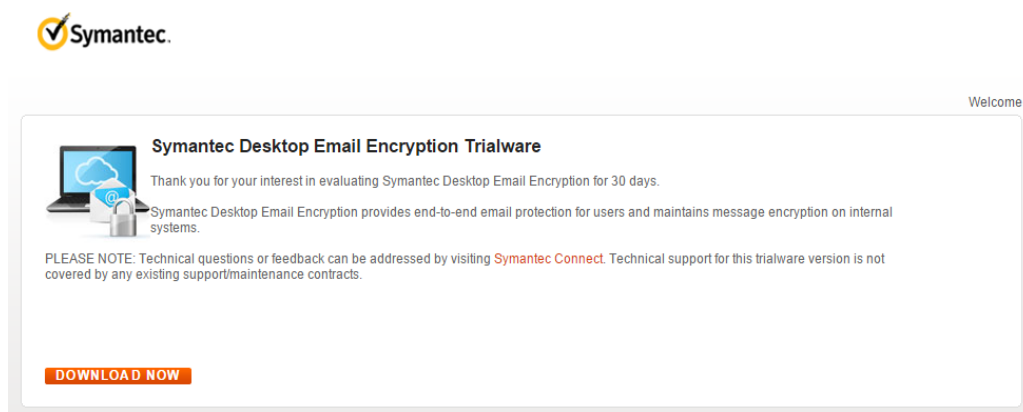 Symantec.
Welcome
Symantec Desktop Email Encryption Trialware
Thank you for your interest in evaluating Symantec Desktop Email Encryption for 30 days.
@
Symantec Desktop Email Encryption provides end-to-end email protection for users and maintains message encryption on internal
systems.
PLEASE NOTE: Technical questions or feedback can be addressed by visiting Symantec Connect. Technical support for this trialware version is not
covered by any existing support/maintenance contracts.
DOWNLOAD NOW